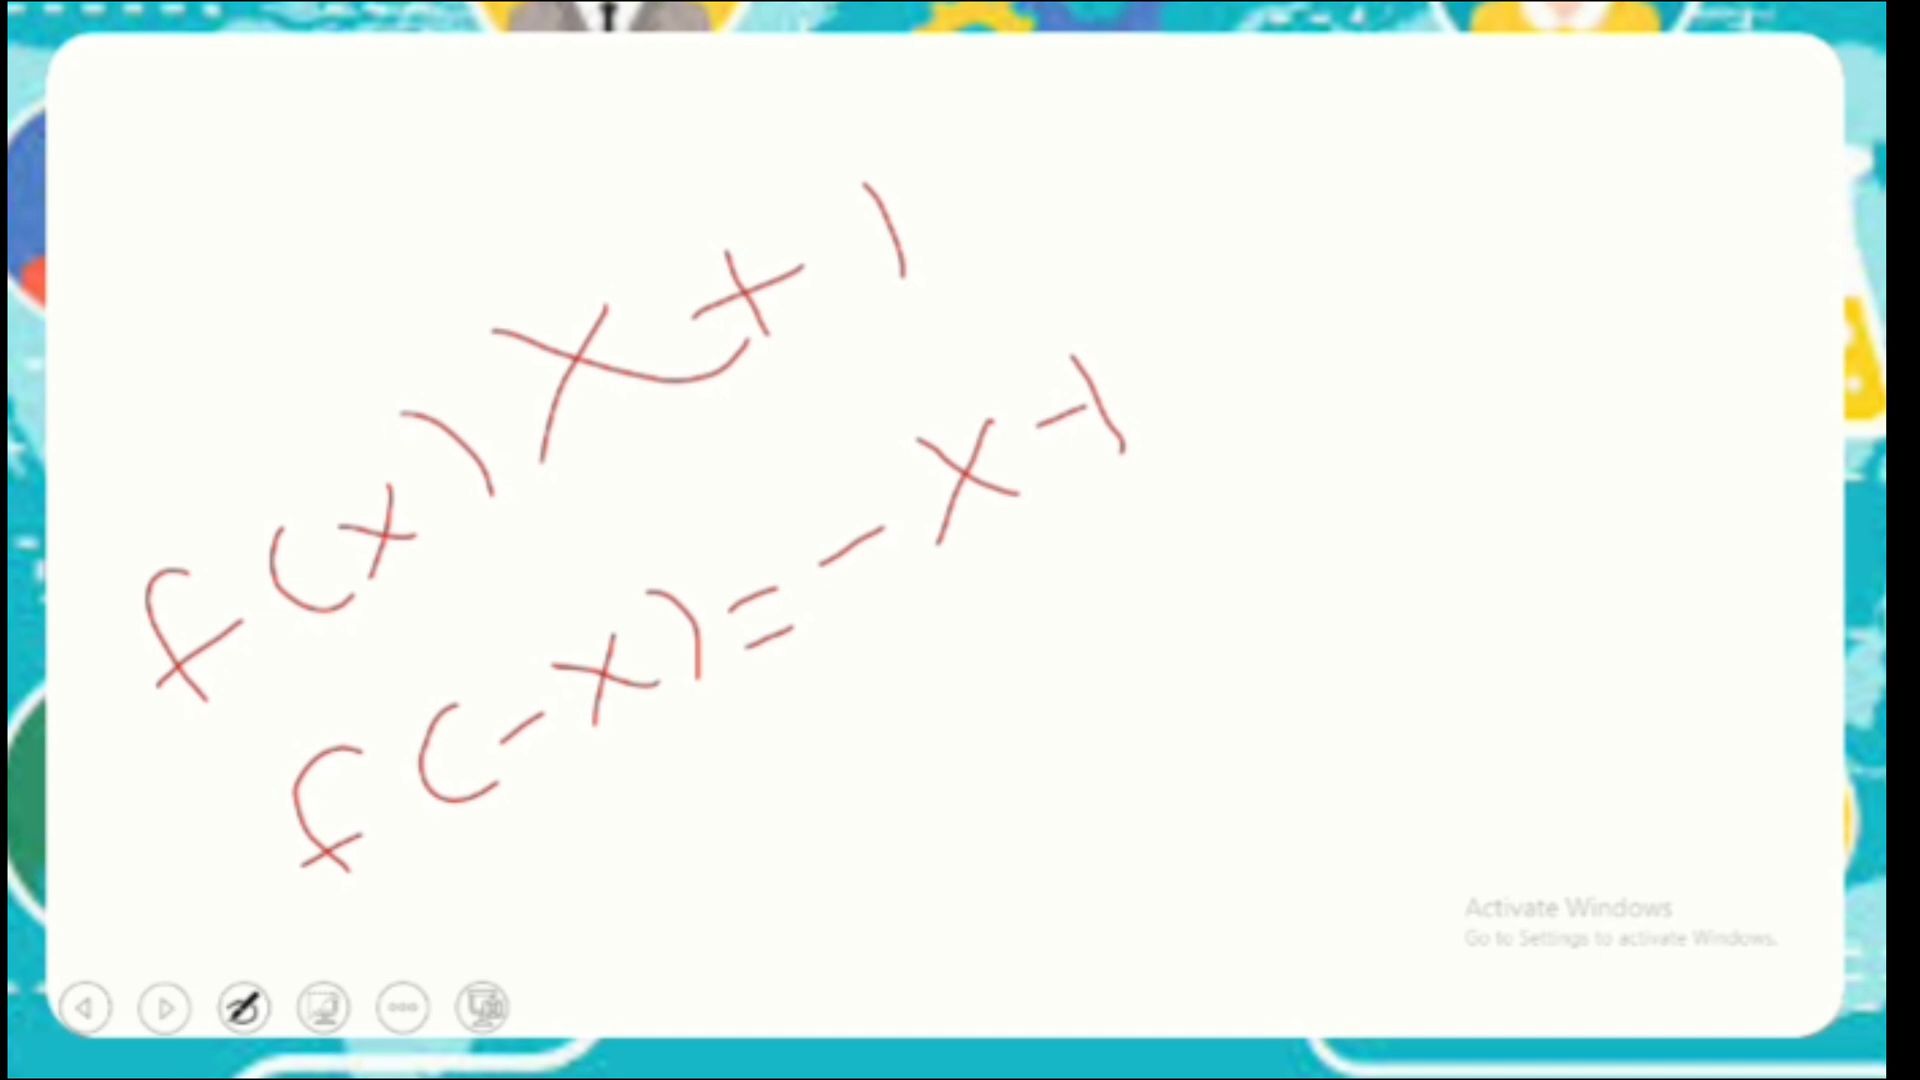 f(x) x + 1
f(-x) = - x - 1
Activate Windows
Go to Settings to activate Windows.